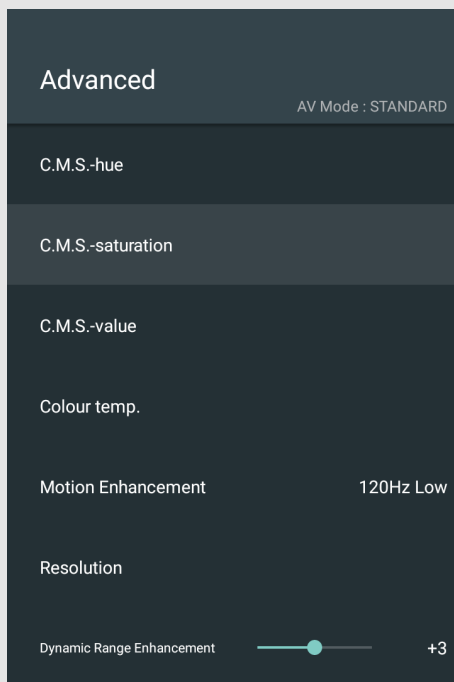 Advanced
AV Mode : STANDARD
C.M.S.-hue
C.M.S.-saturation
C.M.S.-value
Colour temp.
Motion Enhancement 120Hz Low
Resolution
Dynamic Range Enhancement +3